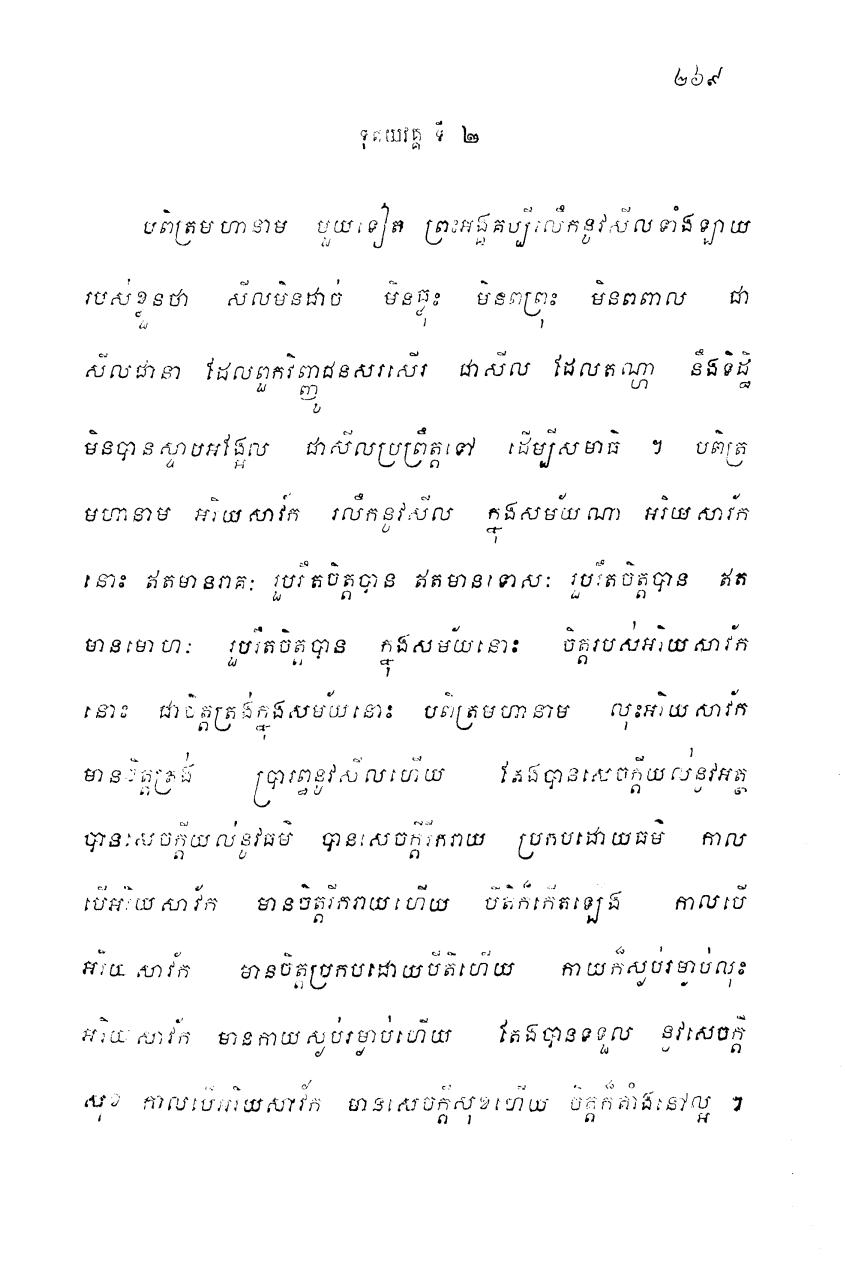 ២៦៩
ទុតិយវគ្គ ទី ២
បពិត្រមហានាម មួយទៀត ព្រះអង្គគប្បីរលឹកនូវសីលទាំងឡាយ
របស់ខ្លួនថា សីលមិនដាច់ មិនធ្លុះ មិនពព្រុះ មិនពពាល ជា
សីលជានា ដែលពួកវិញ្ញូជនសរសើរ ជាសីល ដែលតណ្ហា នឹងទិដ្ឋិ
មិនបានស្ទាបអង្អែល ជាសីលប្រព្រឹត្តទៅ ដើម្បីសមាធិ ។ បពិត្រ
មហានាម អរិយសាវ័ក រលឹកនូវសីល ក្នុងសម័យណា អរិយសាវ័ក
នោះ ឥតមានរាគៈ រួបរឹតចិត្តបាន ឥតមានទោសៈ រួបរឹតចិត្តបាន ឥត
មានមោហៈ រួបរឹតចិត្តបាន ក្នុងសម័យនោះ ចិត្តរបស់អរិយសាវ័ក
នោះ ជាចិត្តត្រង់ក្នុងសម័យនោះ បពិត្រមហានាម លុះអរិយសាវ័ក
មានចិត្តត្រង់ ប្រារព្ធនូវសីលហើយ តែងបានសេចក្ដីយល់នូវអត្ថ
បានសេចក្ដីយល់នូវធម៌ បានសេចក្ដីរីករាយ ប្រកបដោយធម៌ កាល
បើអរិយសាវ័ក មានចិត្តរីករាយហើយ បីតិក៏កើតឡើង កាលបើ
អរិយសាវ័ក មានចិត្តប្រកបដោយបីតិហើយ កាយក៏ស្ងប់រម្ងាប់លុះ
អរិយសាវ័ក មានកាយស្ងប់រម្ងាប់ហើយ តែងបានទទួល នូវសេចក្ដី
សុខ កាលបើអរិយសាវ័ក មានសេចក្ដីសុខហើយ ចិត្តក៏តាំងនៅល្អ ។